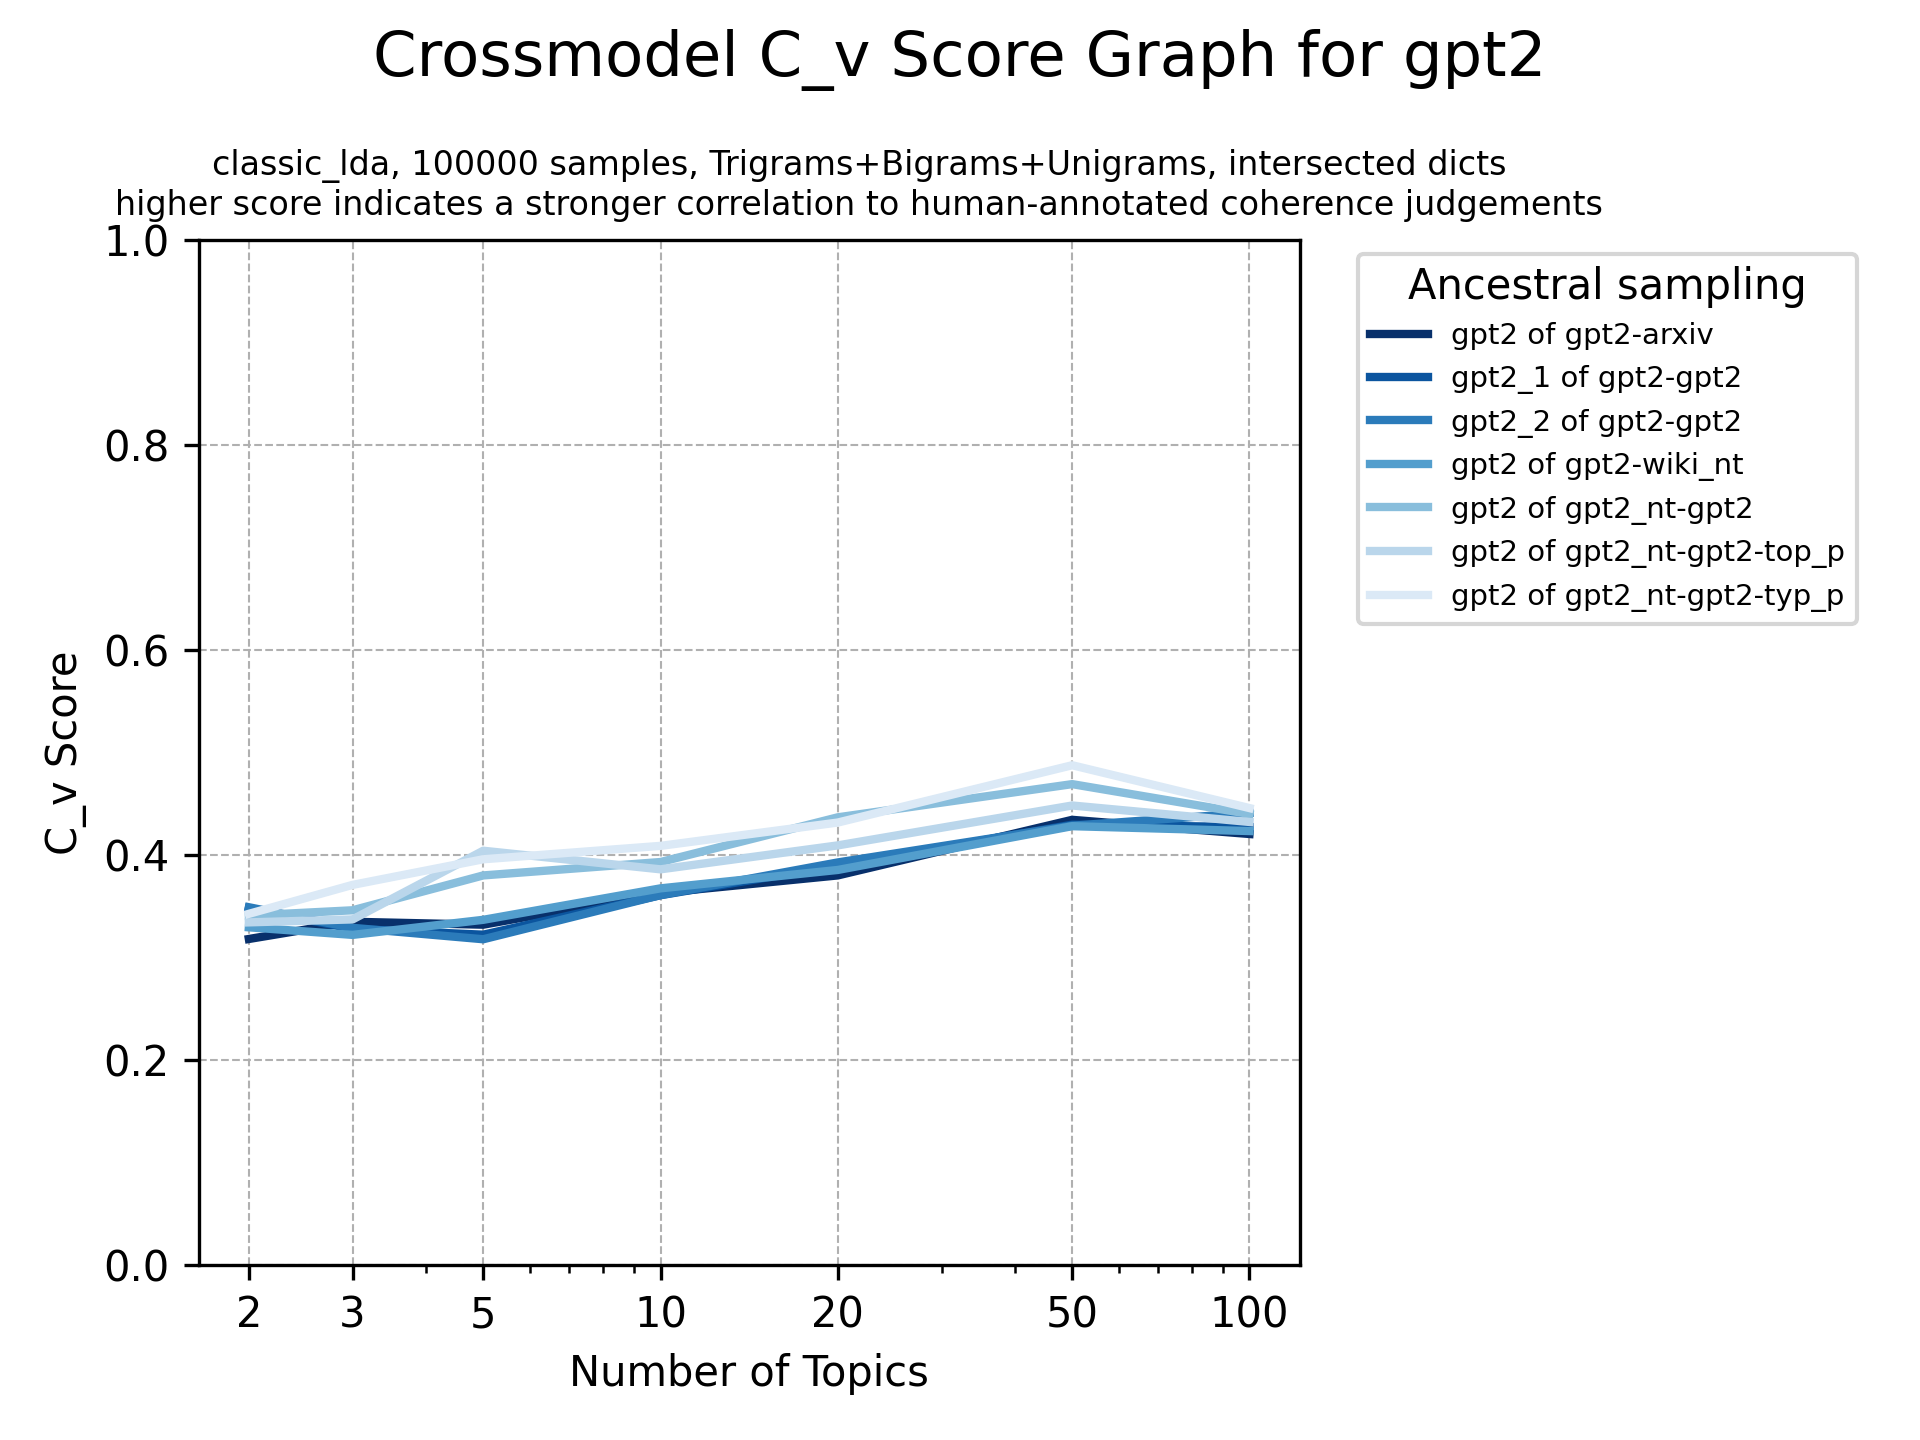 Crossmodel C_v Score Graph for gpt2
classic_lda, 100000 samples, Trigrams+Bigrams+Unigrams, intersected dicts
higher score indicates a stronger correlation to human-annotated coherence judgements
1.0
0.8
0.6
0.4
0.2
0.0
C_v Score
2 3 5 10 20 50 100
Number of Topics
Ancestral sampling
gpt2 of gpt2-arxiv
gpt2_1 of gpt2-gpt2
gpt2_2 of gpt2-gpt2
gpt2 of gpt2-wiki_nt
gpt2 of gpt2_nt-gpt2
gpt2 of gpt2_nt-gpt2-top_p
gpt2 of gpt2_nt-gpt2-typ_p